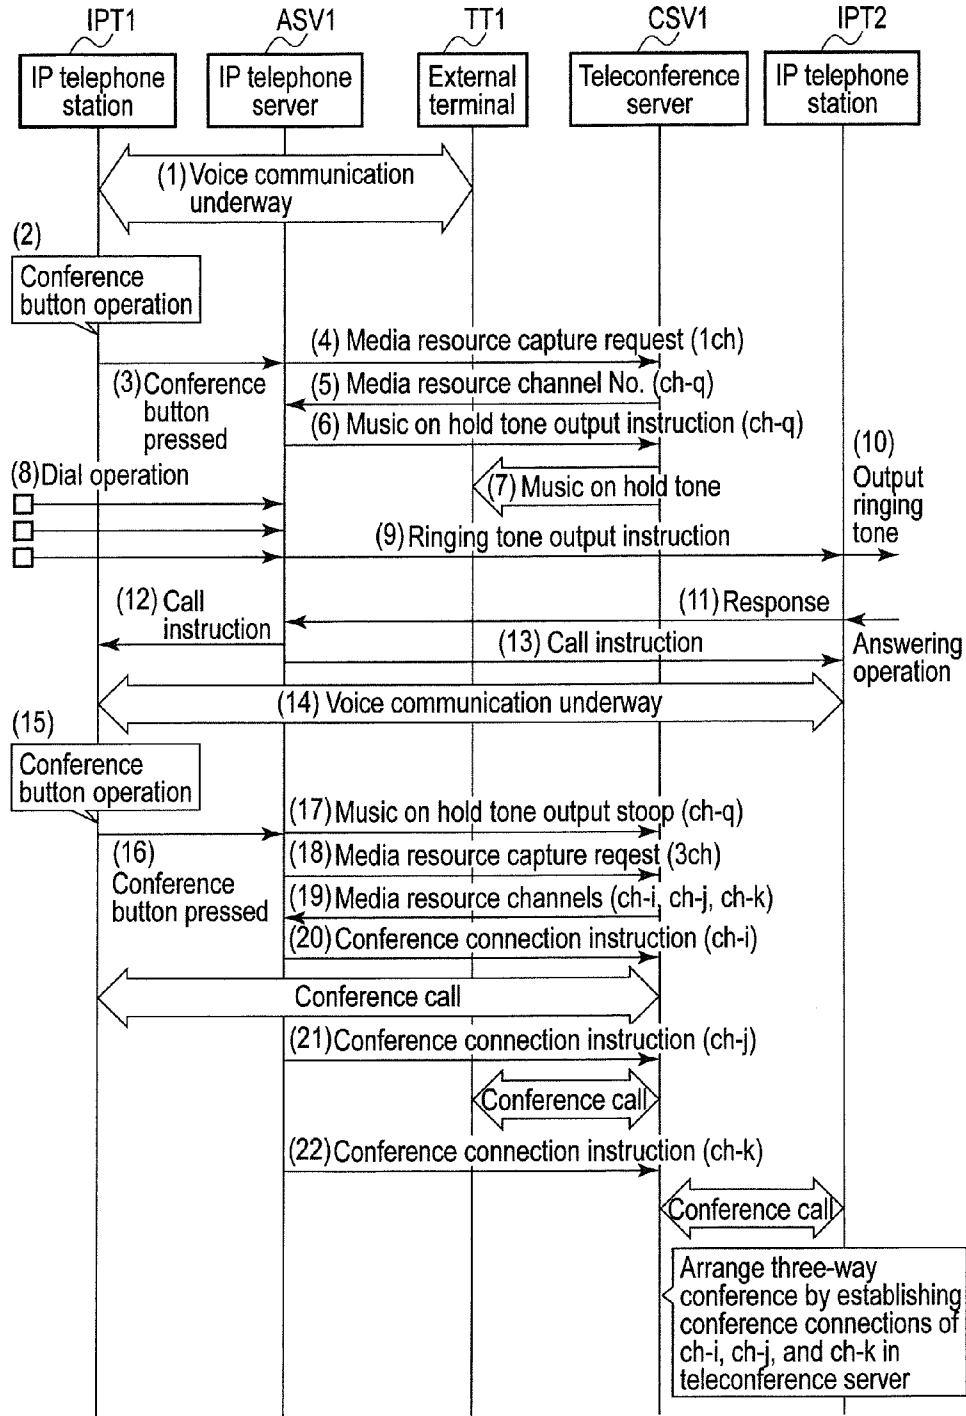 IPT1
ASV1
TT1
CSV1
IPT2
IP telephone
station
IP telephone
server
External
terminal
Teleconference
server
IP telephone
station
(1) Voice communication
underway
(2)
Conference
button operation
(4) Media resource capture request (1ch)
(3) Conference
button
pressed
(5) Media resource channel No. (ch-q)
(6) Music on hold tone output instruction (ch-q)
(10)
Output
ringing
tone
(8) Dial operation
(7) Music on hold tone
(9) Ringing tone output instruction
(12) Call
instruction
(11) Response
(13) Call instruction
Answering
operation
(14) Voice communication underway
(15)
Conference
button operation
(17) Music on hold tone output stoop (ch-q)
(16)
Conference
button pressed
(18) Media resource capture reqest (3ch)
(19) Media resource channels (ch-i, ch-j, ch-k)
(20) Conference connection instruction (ch-i)
Conference call
(21) Conference connection instruction (ch-j)
Conference call
(22) Conference connection instruction (ch-k)
Conference call
Arrange three-way
conference by establishing
conference connections of
ch-i, ch-j, and ch-k in
teleconference server